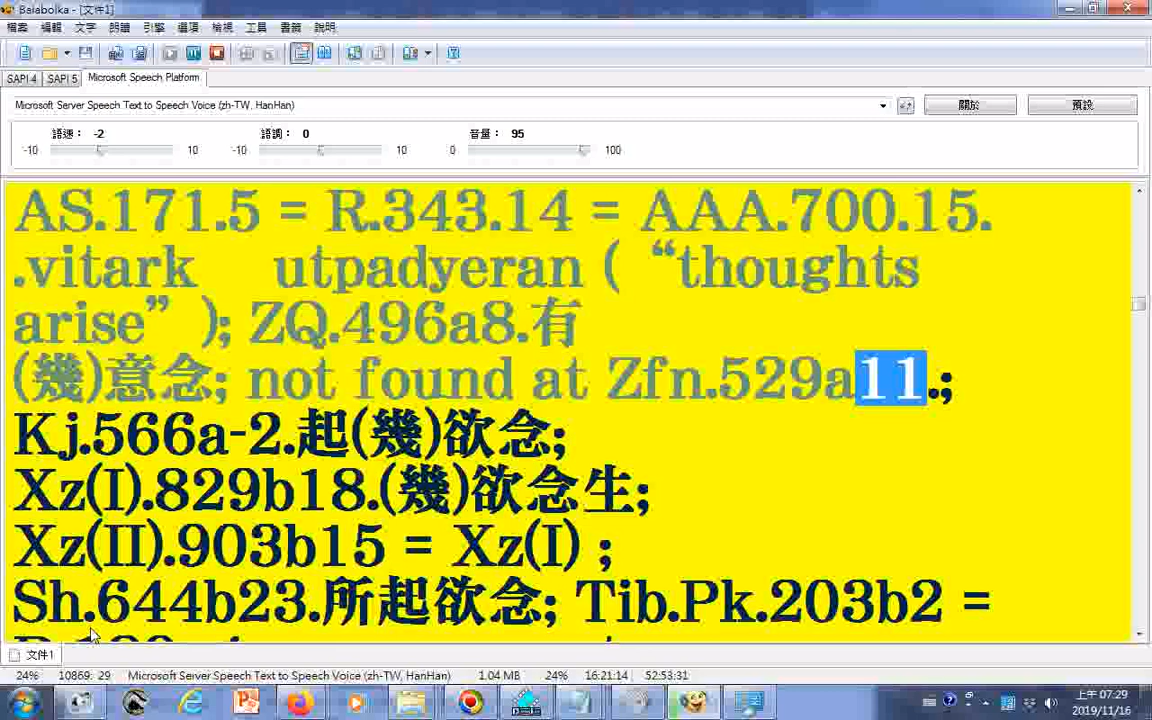 Balabolka - [文件1]
檔案 編輯 文字 朗讀 引擎 選項 檢視 工具 書籤 說明
SAPI 4 SAPI 5 Microsoft Speech Platform
Microsoft Server Speech Text to Speech Voice (zh-TW, HanHan) 關於 預設
語速： -2 語調： 0 音量： 95
-10 10 -10 10 0 100
AS.171.5 = R.343.14 = AAA.700.15.
.vitark utpadyeran (“thoughts
arise”); ZQ.496a8.有
(幾)意念; not found at Zfn.529a11.;
Kj.566a-2.起(幾)欲念;
Xz(I).829b18.(幾)欲念生;
Xz(II).903b15 = Xz(I) ;
Sh.644b23.所起欲念; Tib.Pk.203b2 =
文件1
24% 10869: 29 Microsoft Server Speech Text to Speech Voice (zh-TW, HanHan) 1.04 MB 24% 16:21:14 52:53:31
上午 07:29
2019/11/16